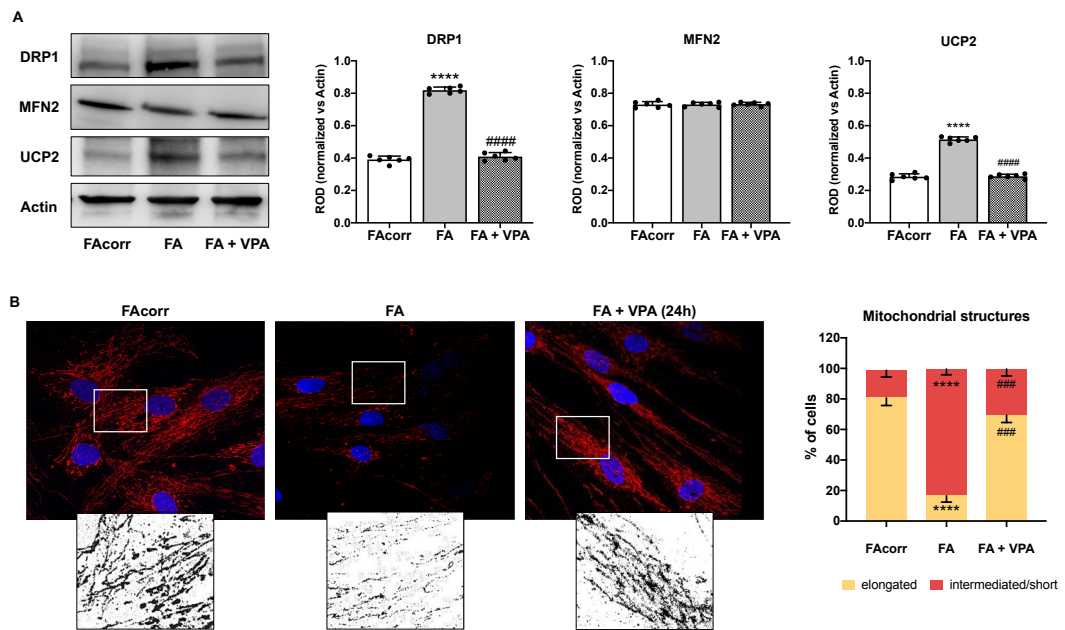 A
DRP1
MFN2
UCP2
Actin
FAcorr FA FA + VPA
DRP1
ROD (normalized vs Actin)
1.0
0.8
0.6
0.4
0.2
0.0
****
####
FAcorr FA FA + VPA
MFN2
ROD (normalized vs Actin)
1.0
0.8
0.6
0.4
0.2
0.0
FAcorr FA FA + VPA
UCP2
ROD (normalized vs Actin)
1.0
0.8
0.6
0.4
0.2
0.0
****
####
FAcorr FA FA + VPA
B
FAcorr
FA
FA + VPA (24h)
Mitochondrial structures
% of cells
120
100
80
60
40
20
0
**** ###
###
****
FAcorr FA FA + VPA
elongated intermediated/short